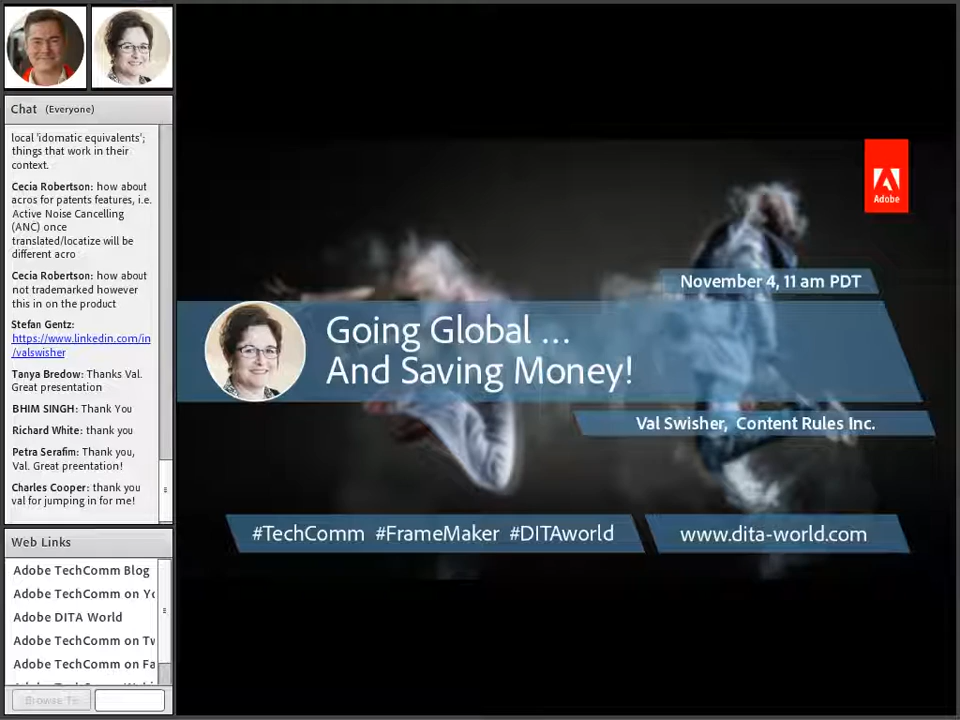 Chat (Everyone)
local 'idomatic equivalents';
things that work in their
context.
Cecia Robertson: how about
acros for patents features, i.e.
Active Noise Cancelling
(ANC) once
translated/locatize will be
different acro
Cecia Robertson: how about
not trademarked however
this in on the product
Stefan Gentz:
https://www.linkedin.com/in
/valswisher
Tanya Bredow: Thanks Val.
Great presentation
BHIM SINGH: Thank You
Richard White: thank you
Petra Serafim: Thank you,
Val. Great preentation!
Charles Cooper: thank you
val for jumping in for me!
Web Links
Adobe TechComm Blog
Adobe TechComm on Yo
Adobe DITA World
Adobe TechComm on Tw
Adobe TechComm on Fa
Browse To
Adobe
November 4, 11 am PDT
Going Global ...
And Saving Money!
Val Swisher, Content Rules Inc.
#TechComm #FrameMaker #DITAworld
www.dita-world.com